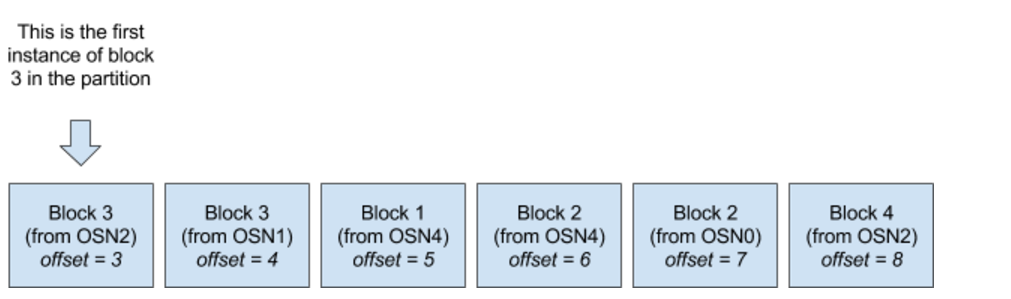 This is the first
instance of block
3 in the partition
Block 3
(from OSN2)
offset = 3
Block 3
(from OSN1)
offset = 4
Block 1
(from OSN4)
offset = 5
Block 2
(from OSN4)
offset = 6
Block 2
(from OSN0)
offset = 7
Block 4
(from OSN2)
offset = 8